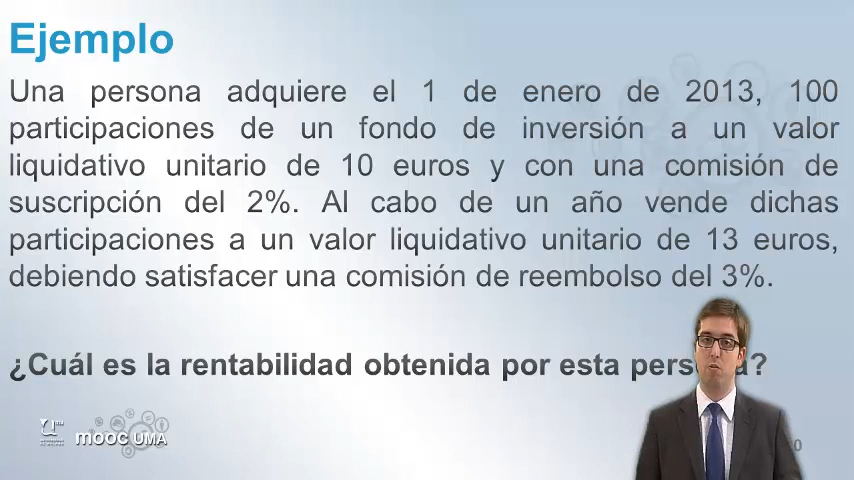 Ejemplo
Una persona adquiere el 1 de enero de 2013, 100
participaciones de un fondo de inversión a un valor
liquidativo unitario de 10 euros y con una comisión de
suscripción del 2%. Al cabo de un año vende dichas
participaciones a un valor liquidativo unitario de 13 euros,
debiendo satisfacer una comisión de reembolso del 3%.
¿Cuál es la rentabilidad obtenida por esta ?
mooc UMA